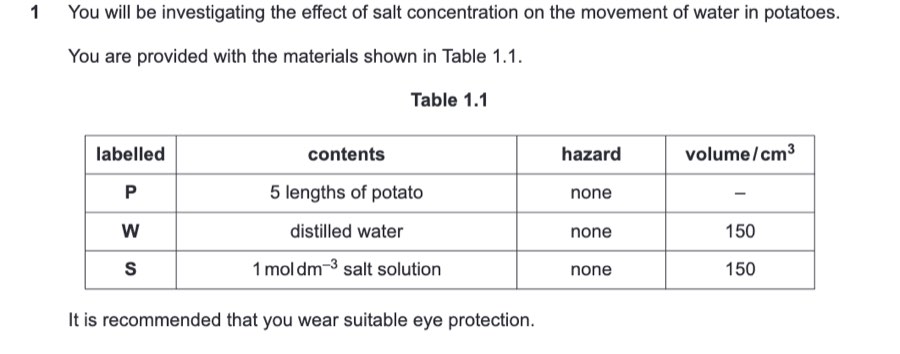 1 You will be investigating the effect of salt concentration on the movement of water in potatoes.
You are provided with the materials shown in Table 1.1.
Table 1.1
labelled contents hazard volume/cm³
P 5 lengths of potato none –
W distilled water none 150
S 1 mol dm⁻³ salt solution none 150
It is recommended that you wear suitable eye protection.